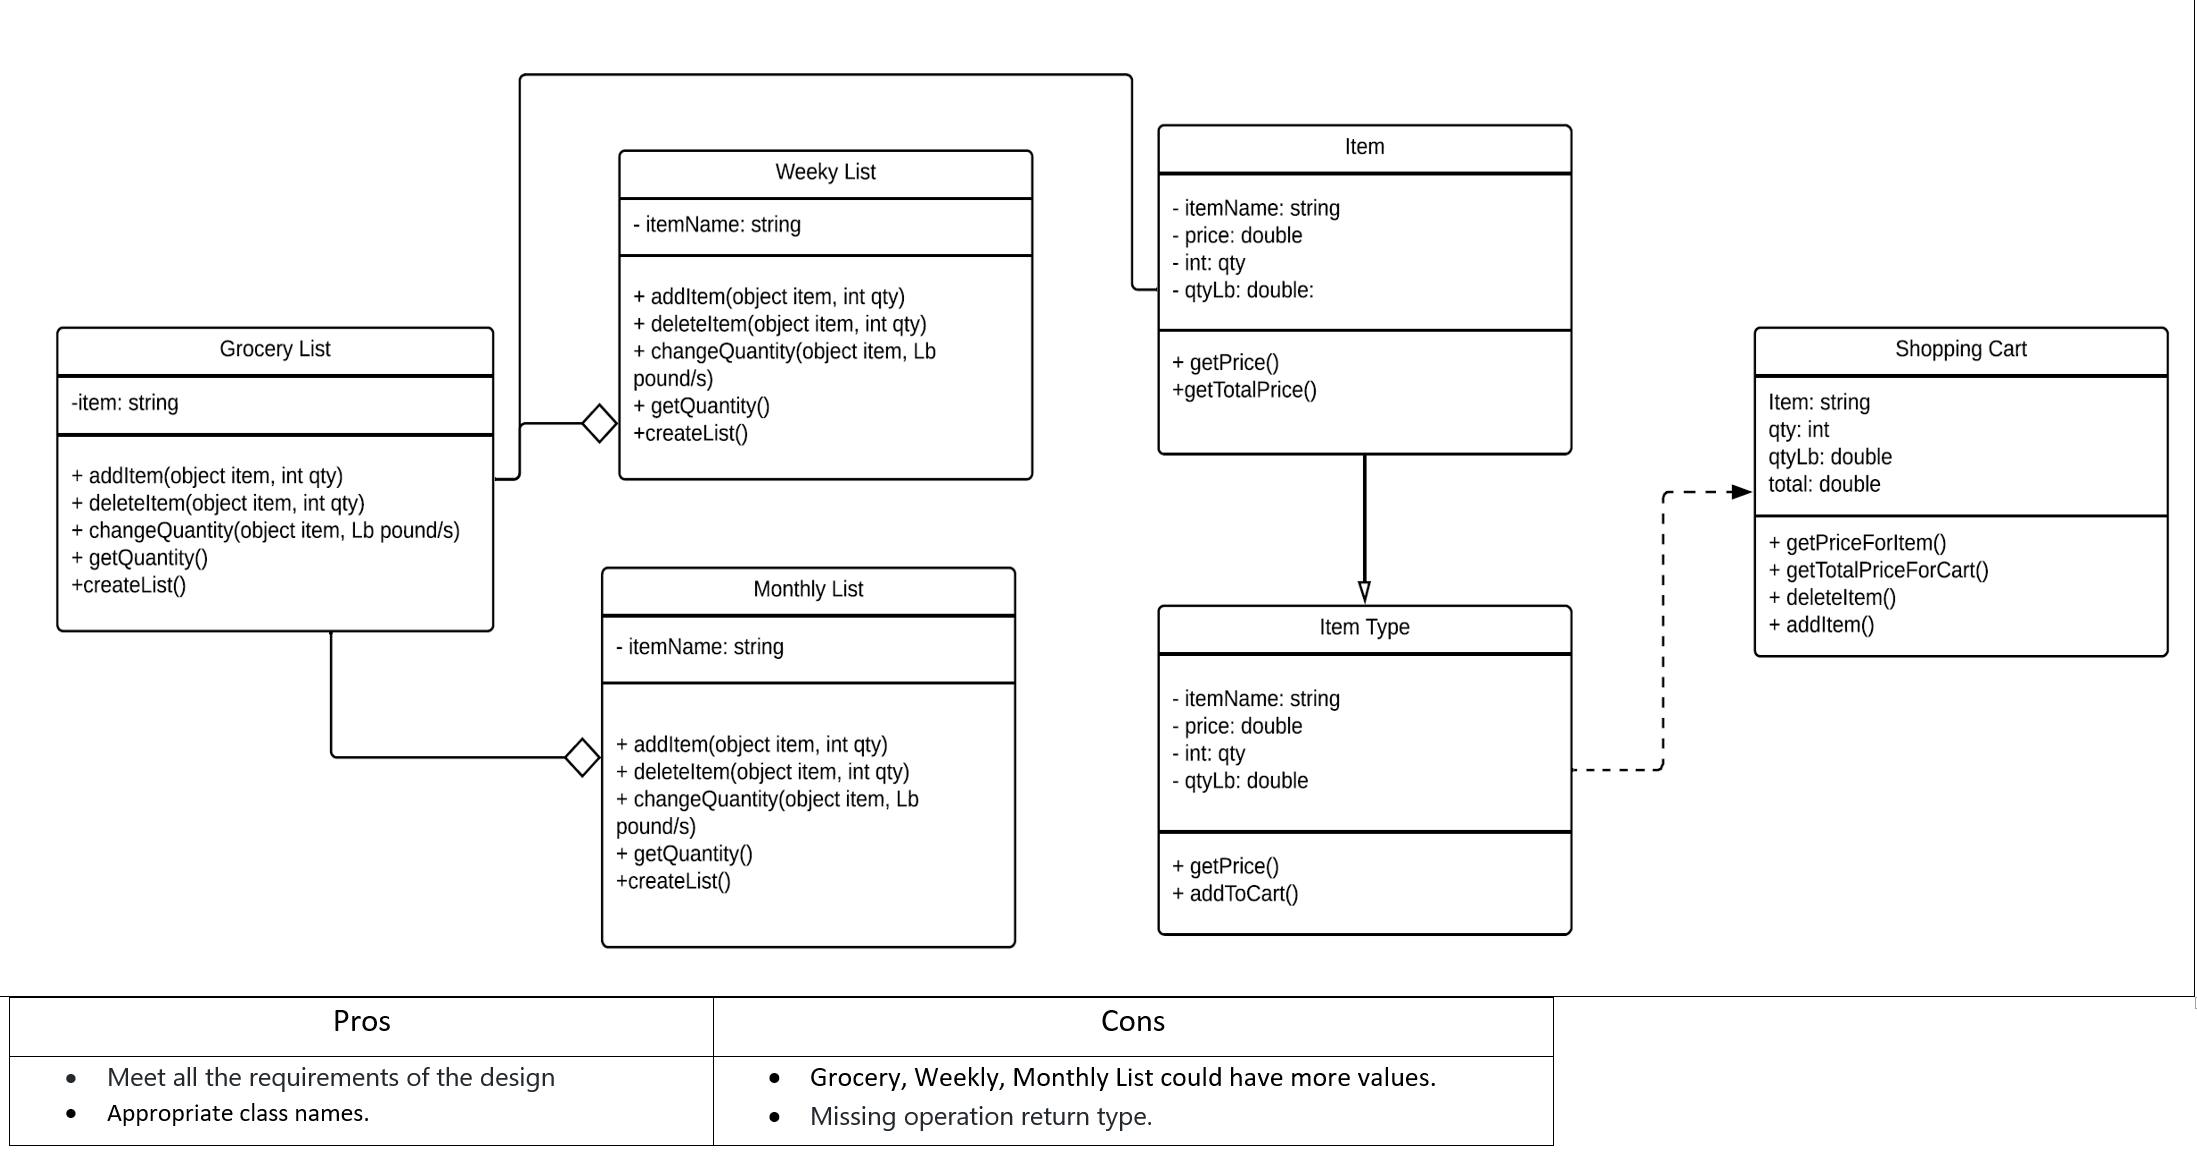 Grocery List
-item: string
+ addItem(object item, int qty)
+ deleteItem(object item, int qty)
+ changeQuantity(object item, Lb pound/s)
+ getQuantity()
+createList()
Weeky List
- itemName: string
+ addItem(object item, int qty)
+ deleteItem(object item, int qty)
+ changeQuantity(object item, Lb
pound/s)
+ getQuantity()
+createList()
Monthly List
- itemName: string
+ addItem(object item, int qty)
+ deleteItem(object item, int qty)
+ changeQuantity(object item, Lb
pound/s)
+ getQuantity()
+createList()
Item
- itemName: string
- price: double
- int: qty
- qtyLb: double:
+ getPrice()
+getTotalPrice()
Item Type
- itemName: string
- price: double
- int: qty
- qtyLb: double
+ getPrice()
+ addToCart()
Shopping Cart
Item: string
qty: int
qtyLb: double
total: double
+ getPriceForItem()
+ getTotalPriceForCart()
+ deleteItem()
+ addItem()
Pros
• Meet all the requirements of the design
• Appropriate class names.
Cons
• Grocery, Weekly, Monthly List could have more values.
• Missing operation return type.